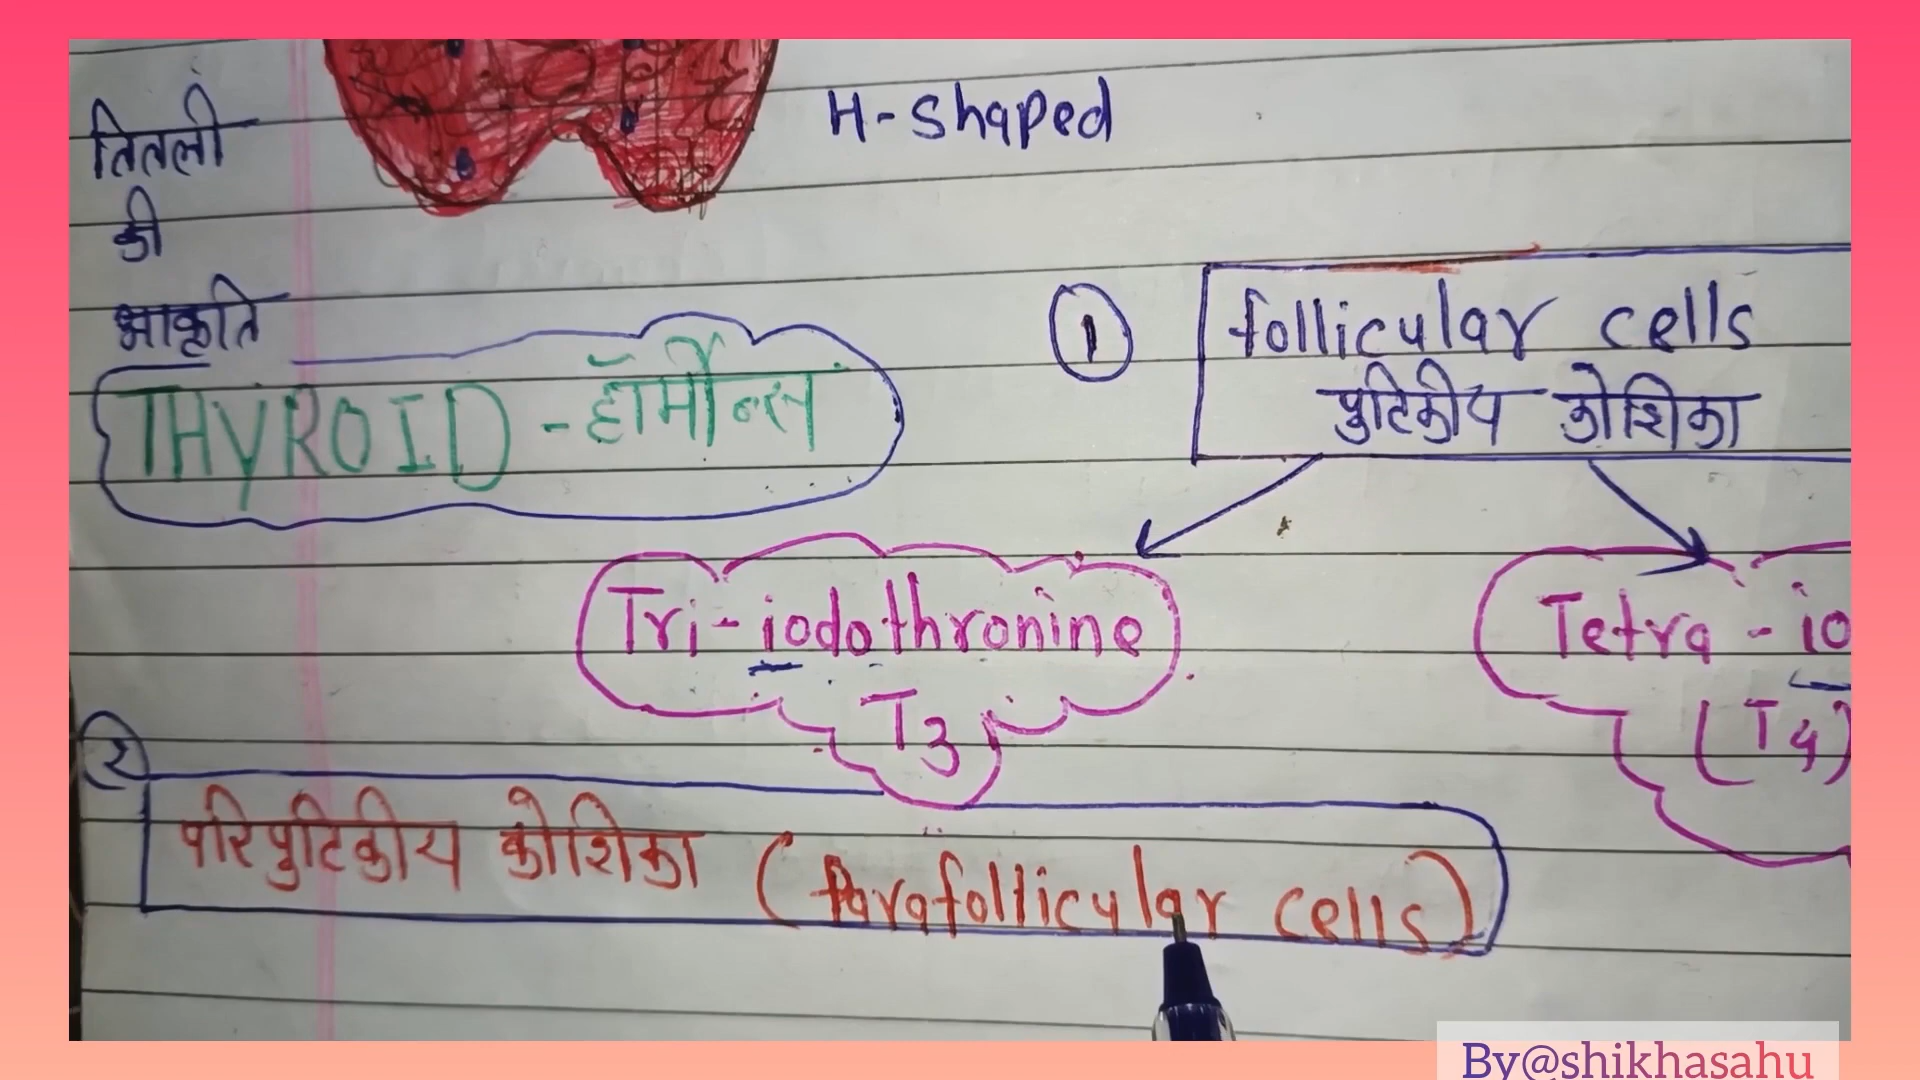 तितली
की
आकृति
H-shaped
THYROID-हॉर्मोन्स
1
follicular cells
पुटिकीय कोशिका
Tri-iodothronine
T3
Tetra-io
(T4)
2
परिपुटिकीय कोशिका (Parafollicular cells)
By@shikhasahu